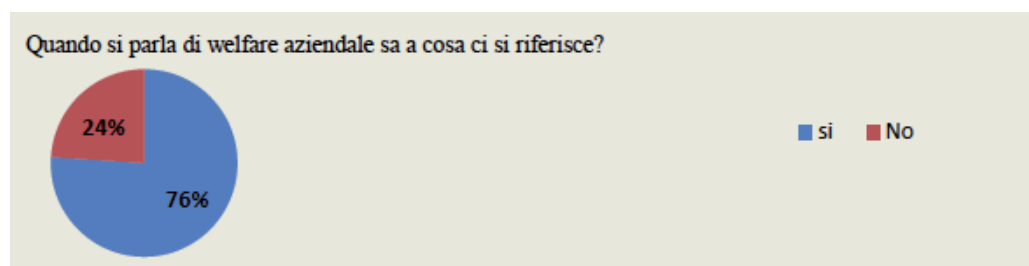 Quando si parla di welfare aziendale sa a cosa ci si riferisce?
24%
76%
si
No